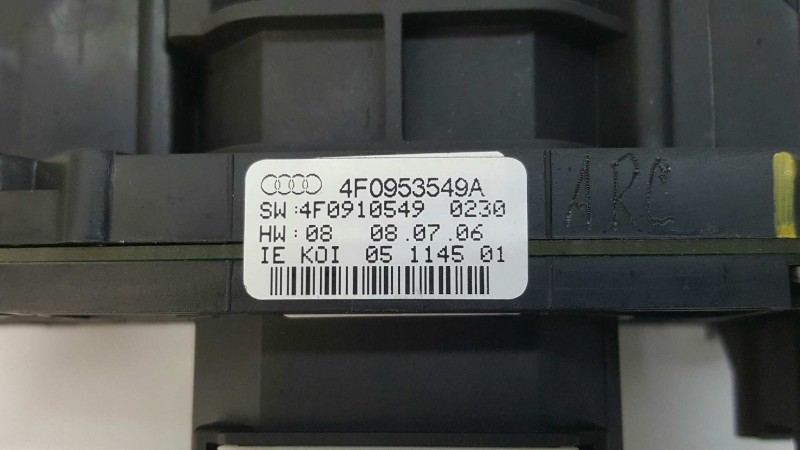 4F0953549A
SW:4F0910549 0230
HW:08 08.07.06
IE KOI 05 1145 01
ARC